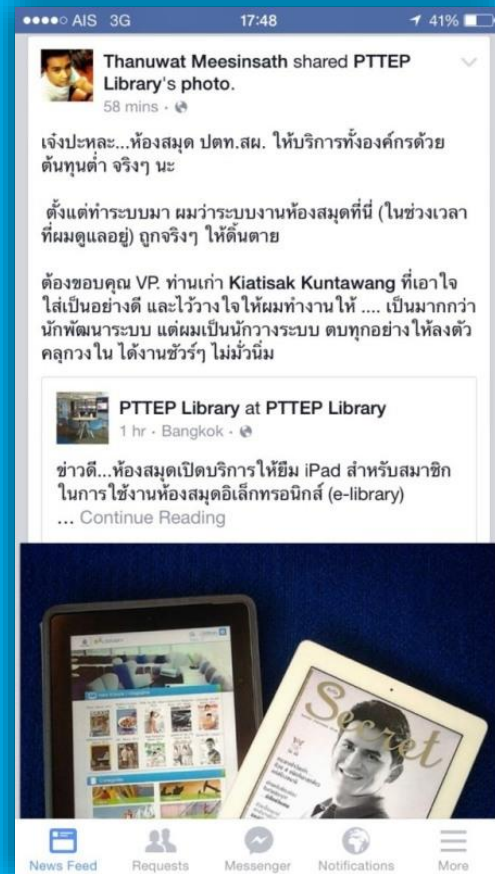 AIS 3G 17:48 41%
Thanuwat Meesinsath shared PTTEP
Library's photo.
58 mins ·
เจ๋งปะหละ...ห้องสมุด ปตท.สผ. ให้บริการทั้งองค์กรด้วย
ต้นทุนต่ำ จริงๆ นะ
ตั้งแต่ทำระบบมา ผมว่าระบบงานห้องสมุดที่นี่ (ในช่วงเวลา
ที่ผมดูแลอยู่) ถูกจริงๆ ให้ดิ้นตาย
ต้องขอบคุณ VP. ท่านเก่า Kiatisak Kuntawang ที่เอาใจ
ใส่เป็นอย่างดี และไว้วางใจให้ผมทำงานให้ .... เป็นมากกว่า
นักพัฒนาระบบ แต่ผมเป็นนักวางระบบ ตบทุกอย่างให้ลงตัว
คลุกวงใน ได้งานชัวร์ๆ ไม่มั่วนิ่ม
PTTEP Library at PTTEP Library
1 hr · Bangkok ·
ข่าวดี...ห้องสมุดเปิดบริการให้ยืม iPad สำหรับสมาชิก
ในการใช้งานห้องสมุดอิเล็กทรอนิกส์ (e-library)
... Continue Reading
Secret
News Feed Requests Messenger Notifications More